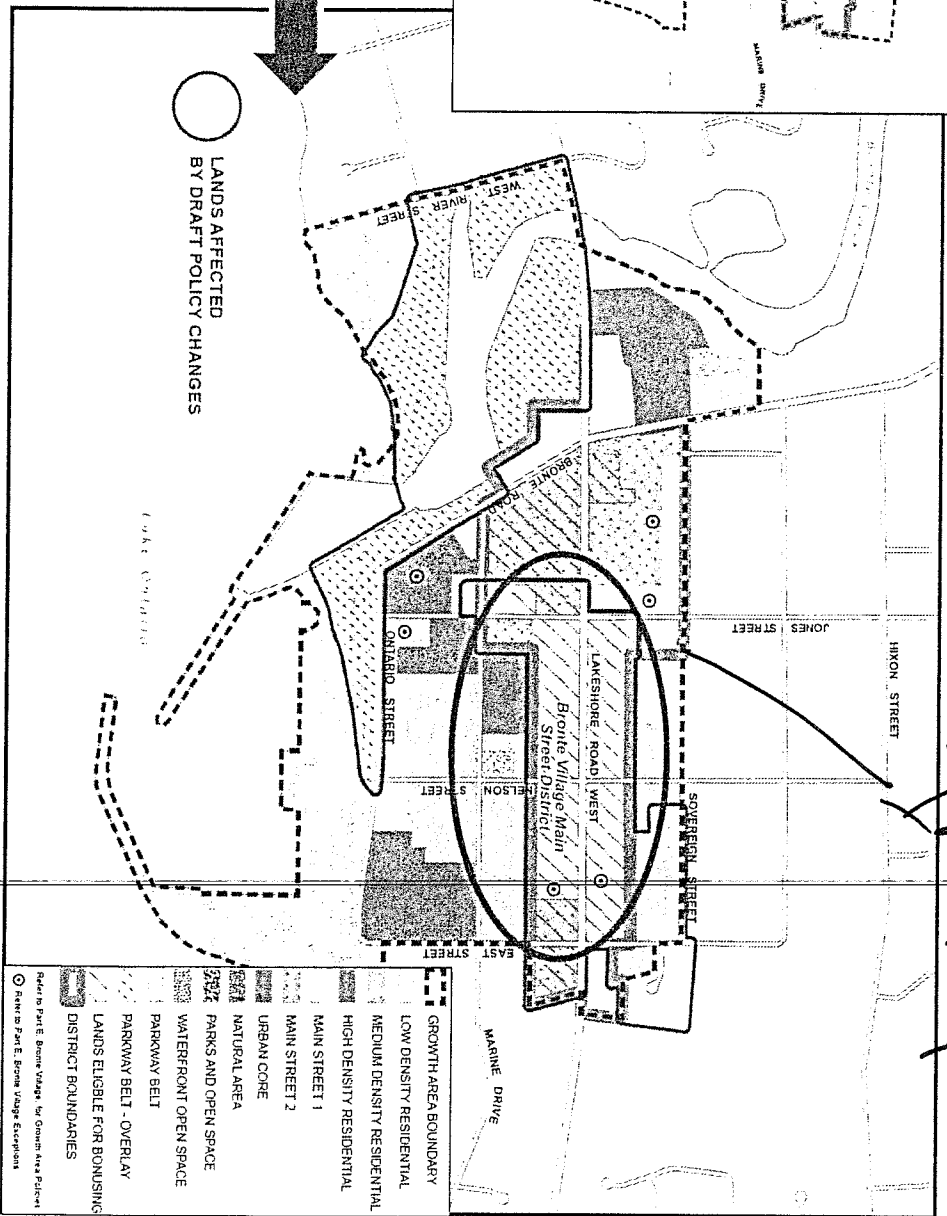 MARINE DRIVE
LANDS AFFECTED
BY DRAFT POLICY CHANGES
WEST RIVER STREET
BRONTE ROAD
JONES STREET
HIXON STREET
ONTARIO STREET
LAKESHORE ROAD WEST
Bronte Village Main
Street District
NELSON STREET
SOVEREIGN STREET
EAST STREET
MARINE DRIVE
GROWTH AREA BOUNDARY
LOW DENSITY RESIDENTIAL
MEDIUM DENSITY RESIDENTIAL
HIGH DENSITY RESIDENTIAL
MAIN STREET 1
MAIN STREET 2
URBAN CORE
NATURAL AREA
PARKS AND OPEN SPACE
WATERFRONT OPEN SPACE
PARKWAY BELT
PARKWAY BELT - OVERLAY
LANDS ELIGIBLE FOR BONUSING
DISTRICT BOUNDARIES
Refer to Part E, Bronte Village, for Growth Area Policies
Refer to Part E, Bronte Village Exceptions